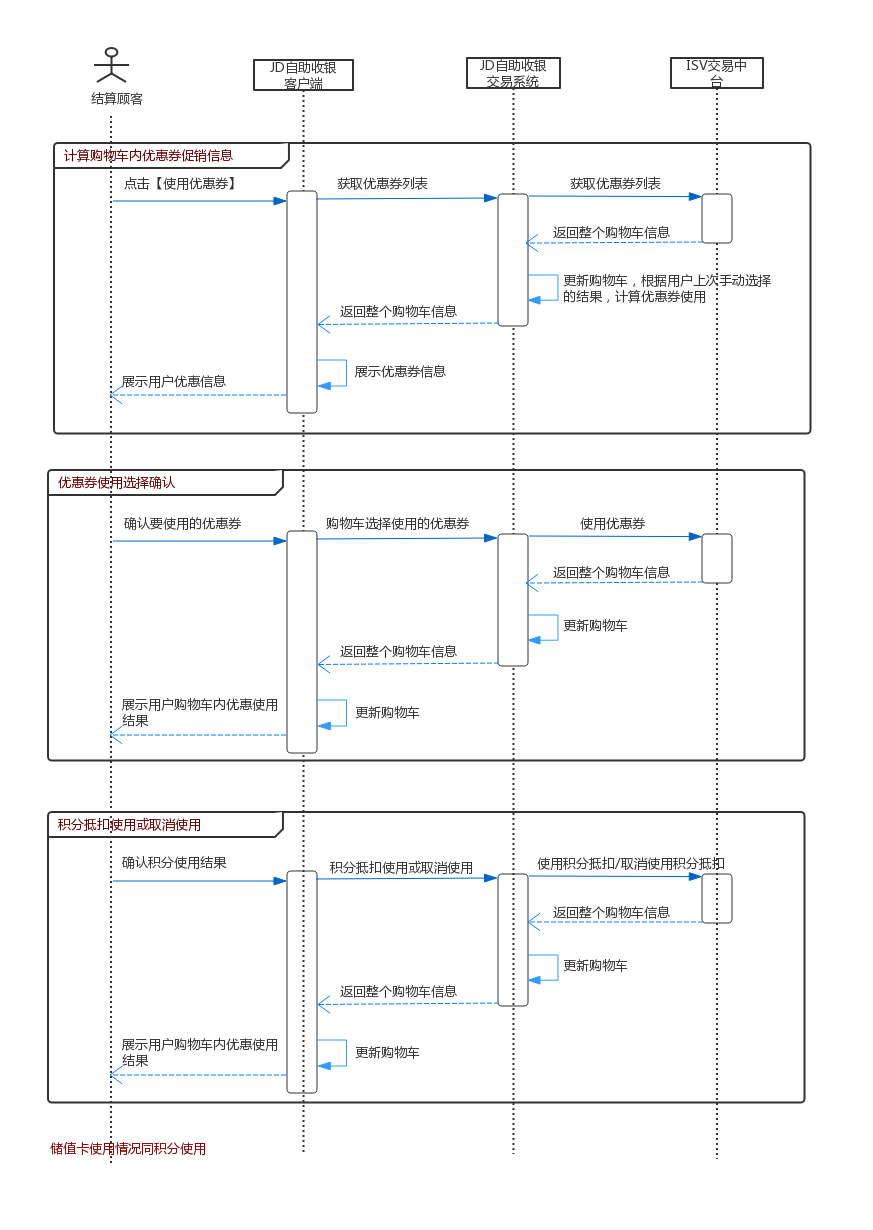 结算顾客
JD自助收银
客户端
JD自助收银
交易系统
ISV交易中
台
计算购物车内优惠券促销信息
点击【使用优惠券】
获取优惠券列表
获取优惠券列表
返回整个购物车信息
更新购物车，根据用户上次手动选择
的结果，计算优惠券使用
返回整个购物车信息
展示优惠券信息
展示用户优惠信息
优惠券使用选择确认
确认要使用的优惠券
购物车选择使用的优惠券
使用优惠券
返回整个购物车信息
更新购物车
返回整个购物车信息
展示用户购物车内优惠使用
结果
更新购物车
积分抵扣使用或取消使用
确认积分使用结果
积分抵扣使用或取消使用
使用积分抵扣/取消使用积分抵扣
返回整个购物车信息
更新购物车
返回整个购物车信息
展示用户购物车内优惠使用
结果
更新购物车
储值卡使用情况同积分使用